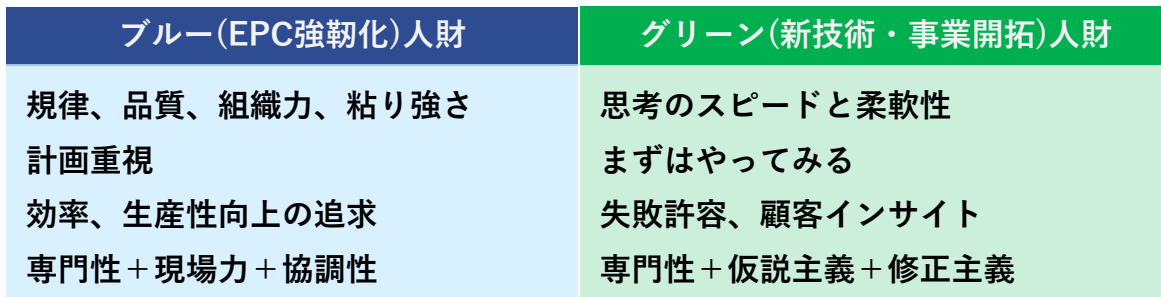 ブルー(EPC強靭化)人財
規律、品質、組織力、粘り強さ
計画重視
効率、生産性向上の追求
専門性＋現場力＋協調性
グリーン(新技術・事業開拓)人財
思考のスピードと柔軟性
まずはやってみる
失敗許容、顧客インサイト
専門性＋仮説主義＋修正主義